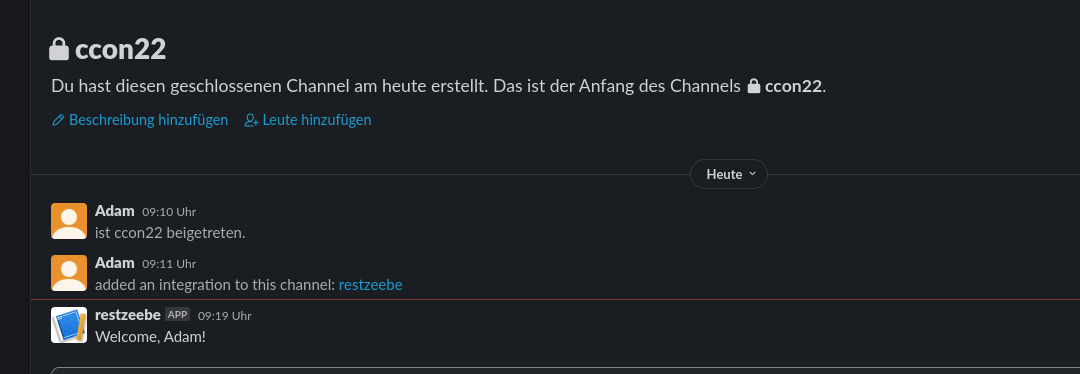 ccon22
Du hast diesen geschlossenen Channel am heute erstellt. Das ist der Anfang des Channels ccon22.
Beschreibung hinzufügen Leute hinzufügen
Heute
Adam 09:10 Uhr
ist ccon22 beigetreten.
Adam 09:11 Uhr
added an integration to this channel: restzeebe
restzeebe APP 09:19 Uhr
Welcome, Adam!